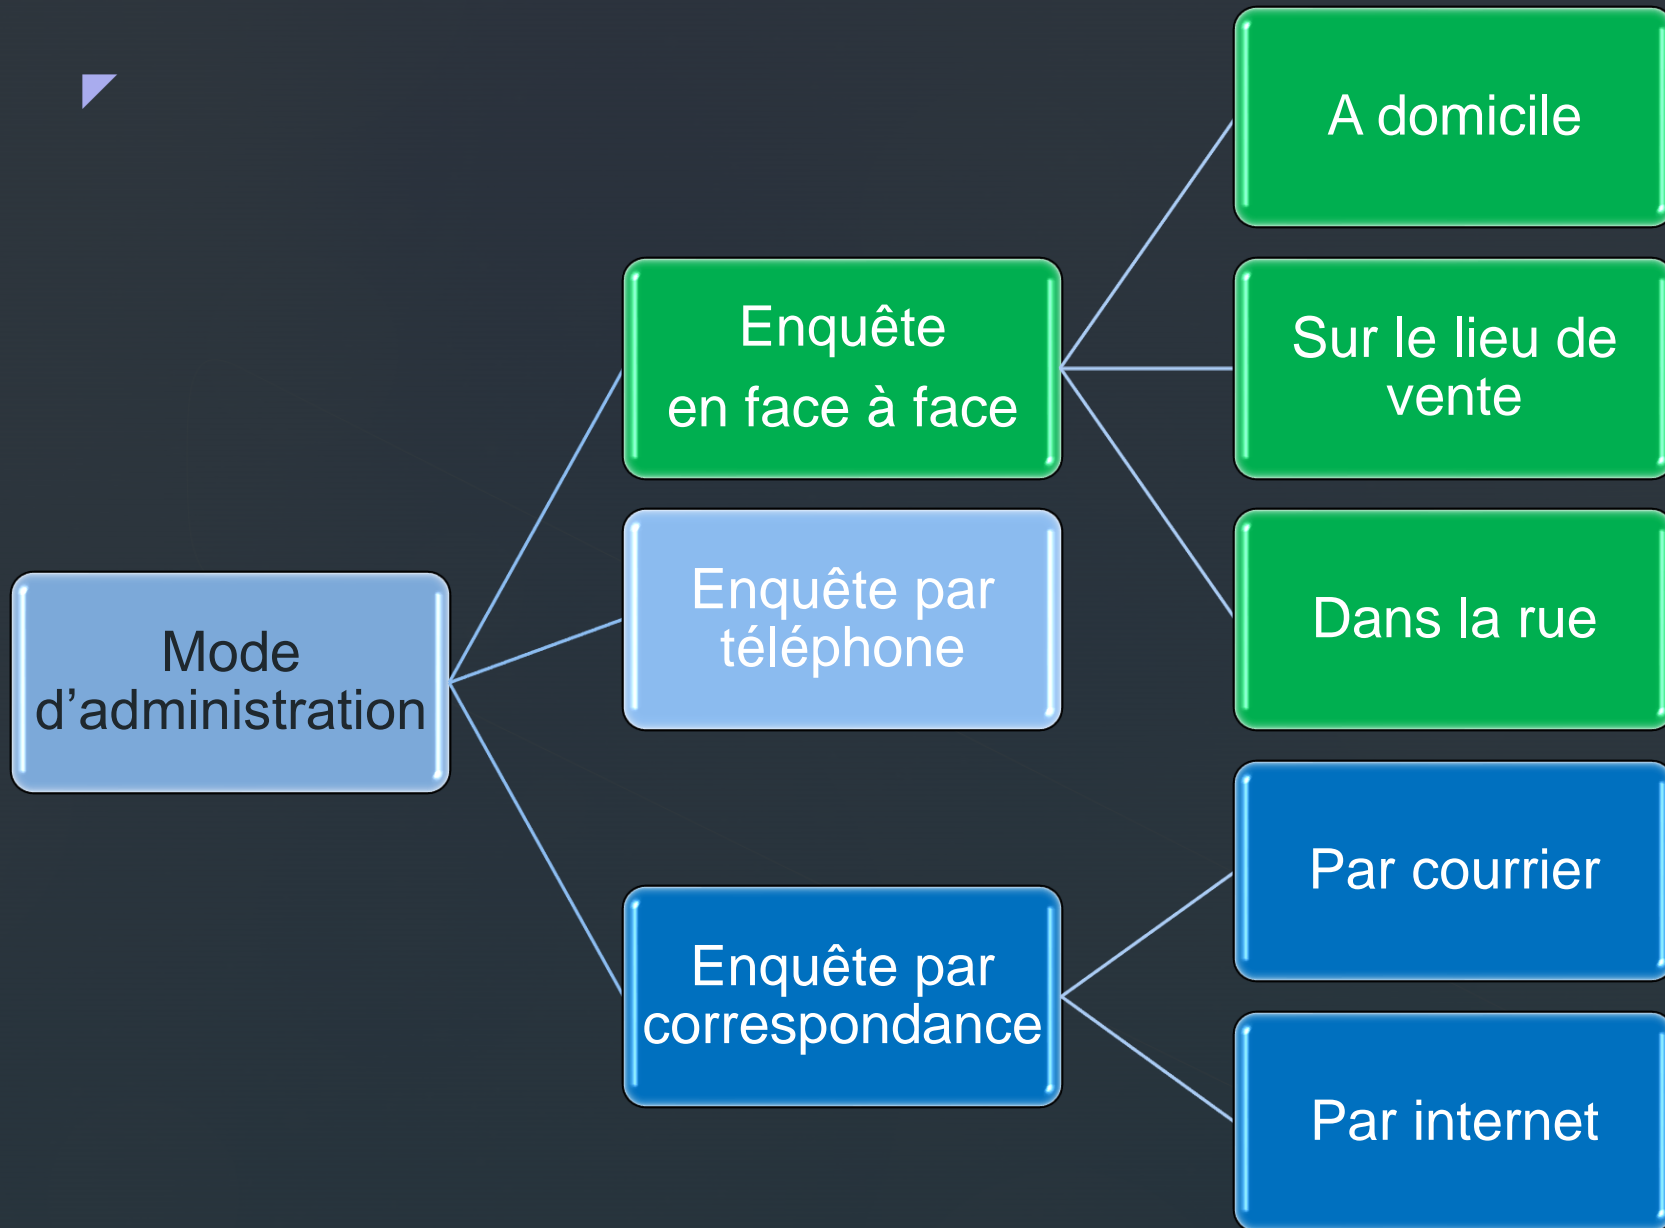 Mode
d’administration
Enquête
en face à face
A domicile
Sur le lieu de
vente
Dans la rue
Enquête par
téléphone
Enquête par
correspondance
Par courrier
Par internet